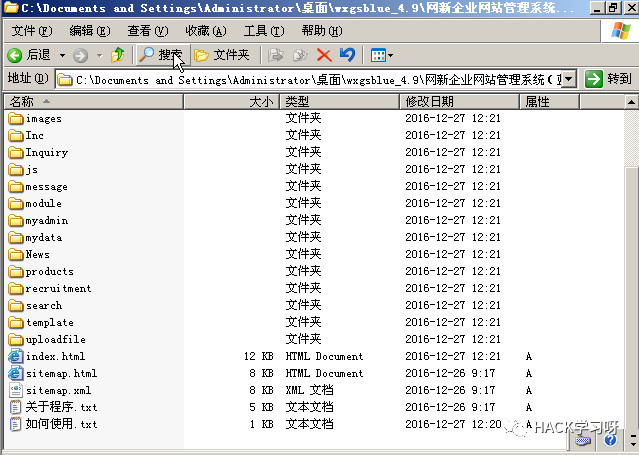 C:\Documents and Settings\Administrator\桌面\wxgsblue_4.9\网新企业网站管理系统...
文件(F) 编辑(E) 查看(V) 收藏(A) 工具(T) 帮助(H)
后退 搜索 文件夹
地址(D) C:\Documents and Settings\Administrator\桌面\wxgsblue_4.9\网新企业网站管理系统( 转到
名称 大小 类型 修改日期 属性
images 文件夹 2016-12-27 12:21
Inc 文件夹 2016-12-27 12:21
Inquiry 文件夹 2016-12-27 12:21
js 文件夹 2016-12-27 12:21
message 文件夹 2016-12-27 12:21
module 文件夹 2016-12-27 12:21
myadmin 文件夹 2016-12-27 12:21
mydata 文件夹 2016-12-27 12:21
News 文件夹 2016-12-27 12:21
products 文件夹 2016-12-27 12:21
recruitment 文件夹 2016-12-27 12:21
search 文件夹 2016-12-27 12:21
template 文件夹 2016-12-27 12:21
uploadfile 文件夹 2016-12-27 12:21
index.html 12 KB HTML Document 2016-12-27 12:21 A
sitemap.html 8 KB HTML Document 2016-12-26 9:17 A
sitemap.xml 8 KB XML 文档 2016-12-26 9:17 A
关于程序.txt 5 KB 文本文档 2016-12-26 9:17 A
如何使用.txt 1 KB 文本文档 2016-12-27 12:20 A
HACK学习呀